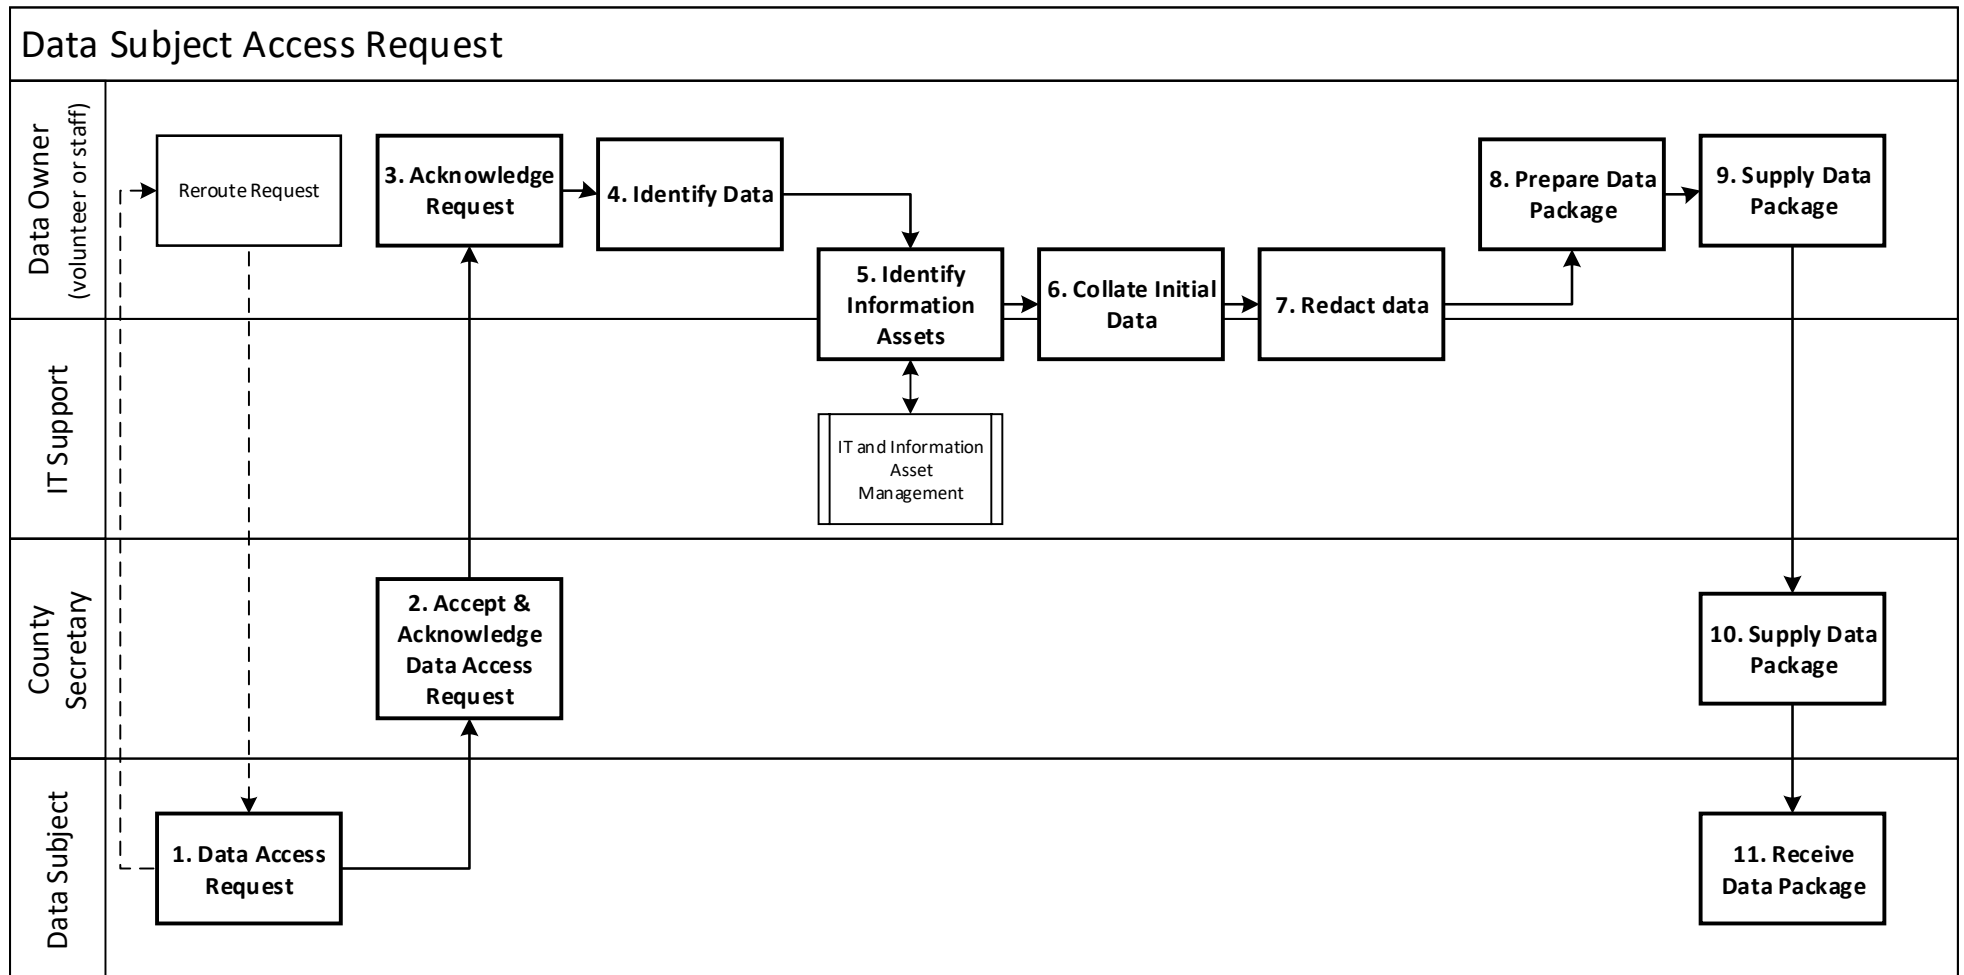 Data Subject Access Request
Data Owner
(volunteer or staff)
Reroute Request
3. Acknowledge
Request
4. Identify Data
5. Identify
Information
Assets
6. Collate Initial
Data
7. Redact data
8. Prepare Data
Package
9. Supply Data
Package
IT Support
IT and Information
Asset
Management
County
Secretary
2. Accept &
Acknowledge
Data Access
Request
10. Supply Data
Package
Data Subject
1. Data Access
Request
11. Receive
Data Package